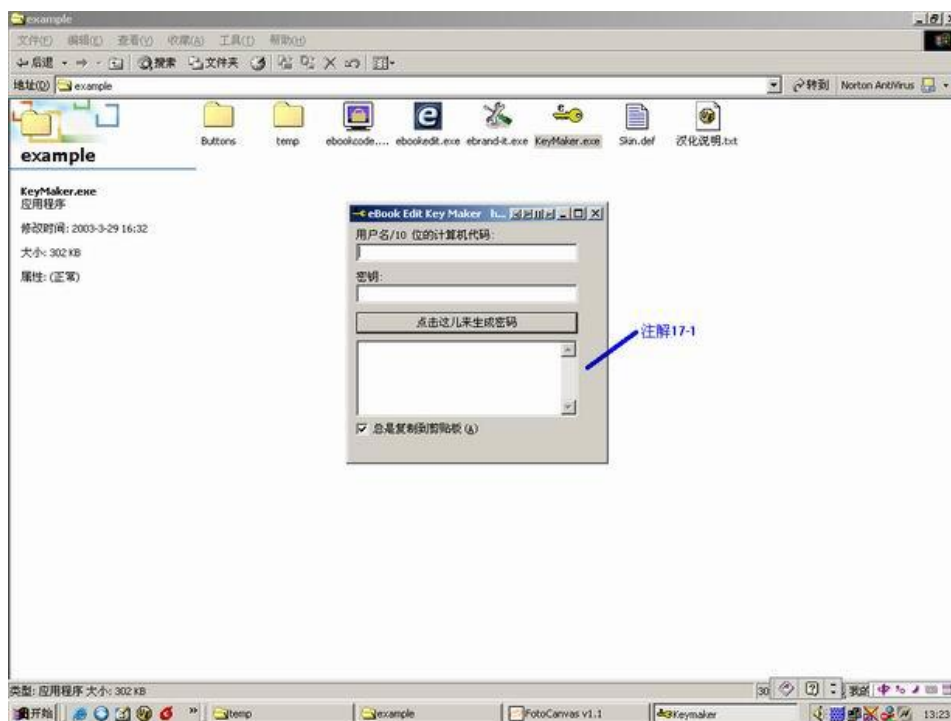 example
文件(F) 编辑(E) 查看(V) 收藏(A) 工具(T) 帮助(H)
后退 搜索 文件夹
地址(D) example 转到 Norton AntiVirus
Buttons temp ebookcode.... ebookedit.exe ebrand-it.exe KeyMaker.exe Skin.def 汉化说明.txt
example
KeyMaker.exe
应用程序
修改时间: 2003-3-29 16:32
大小: 302 KB
属性: (正常)
eBook Edit Key Maker h...
用户名/10 位的计算机代码:
密钥:
点击这儿来生成密码
注解17-1
总是复制到剪贴板(A)
类型: 应用程序 大小: 302 KB
30 我的 中
开始 temp example FotoCanvas v1.1 Keymaker 13:23